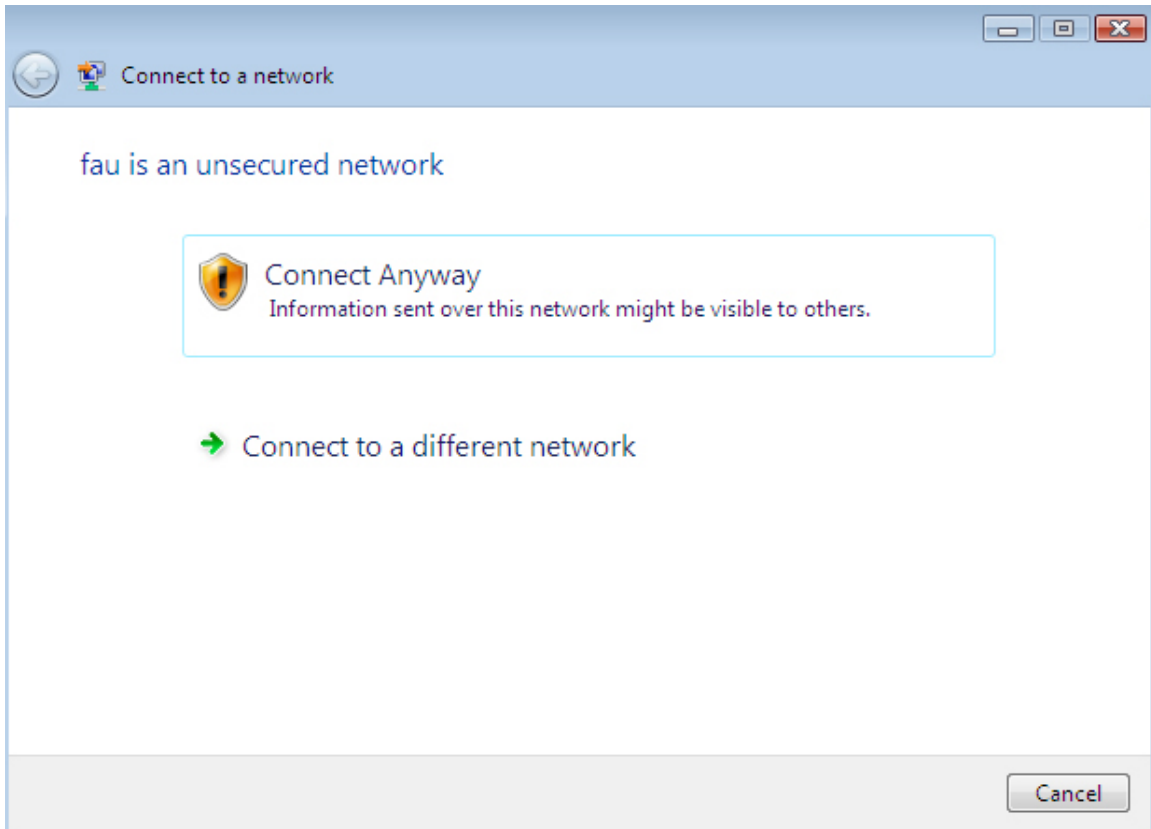 Connect to a network
fau is an unsecured network
Connect Anyway
Information sent over this network might be visible to others.
Connect to a different network
Cancel